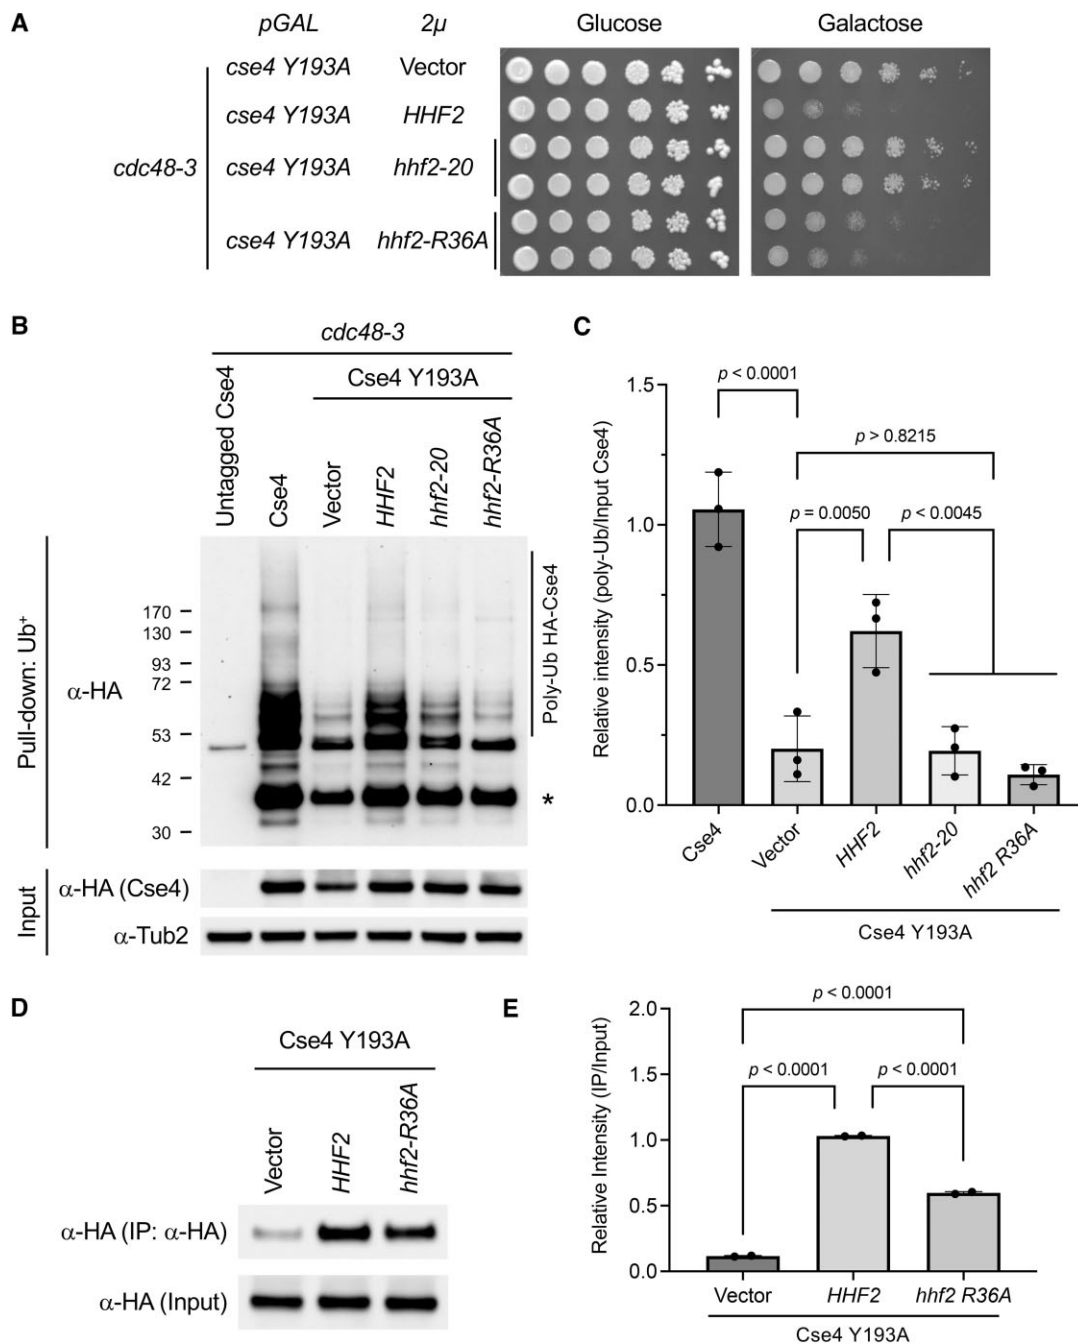 A
pGAL 2µ Glucose Galactose
cse4 Y193A Vector
cse4 Y193A HHF2
cdc48-3 cse4 Y193A hhf2-20
cse4 Y193A hhf2-R36A
B
cdc48-3
Cse4 Y193A
Untagged Cse4
Cse4
Vector
HHF2
hhf2-20
hhf2-R36A
Pull-down: Ub⁺
α-HA
170
130
93
72
53
42
30
Poly-Ub HA-Cse4
*
Input
α-HA (Cse4)
α-Tub2
C
p < 0.0001
p > 0.8215
p = 0.0050
p < 0.0045
Relative intensity (poly-Ub/Input Cse4)
1.5
1.0
0.5
0.0
Cse4
Vector
HHF2
hhf2-20
hhf2 R36A
Cse4 Y193A
D
Cse4 Y193A
Vector
HHF2
hhf2-R36A
α-HA (IP: α-HA)
α-HA (Input)
E
p < 0.0001
p < 0.0001 p < 0.0001
Relative Intensity (IP/Input)
2.0
1.5
1.0
0.5
0.0
Vector HHF2 hhf2 R36A
Cse4 Y193A